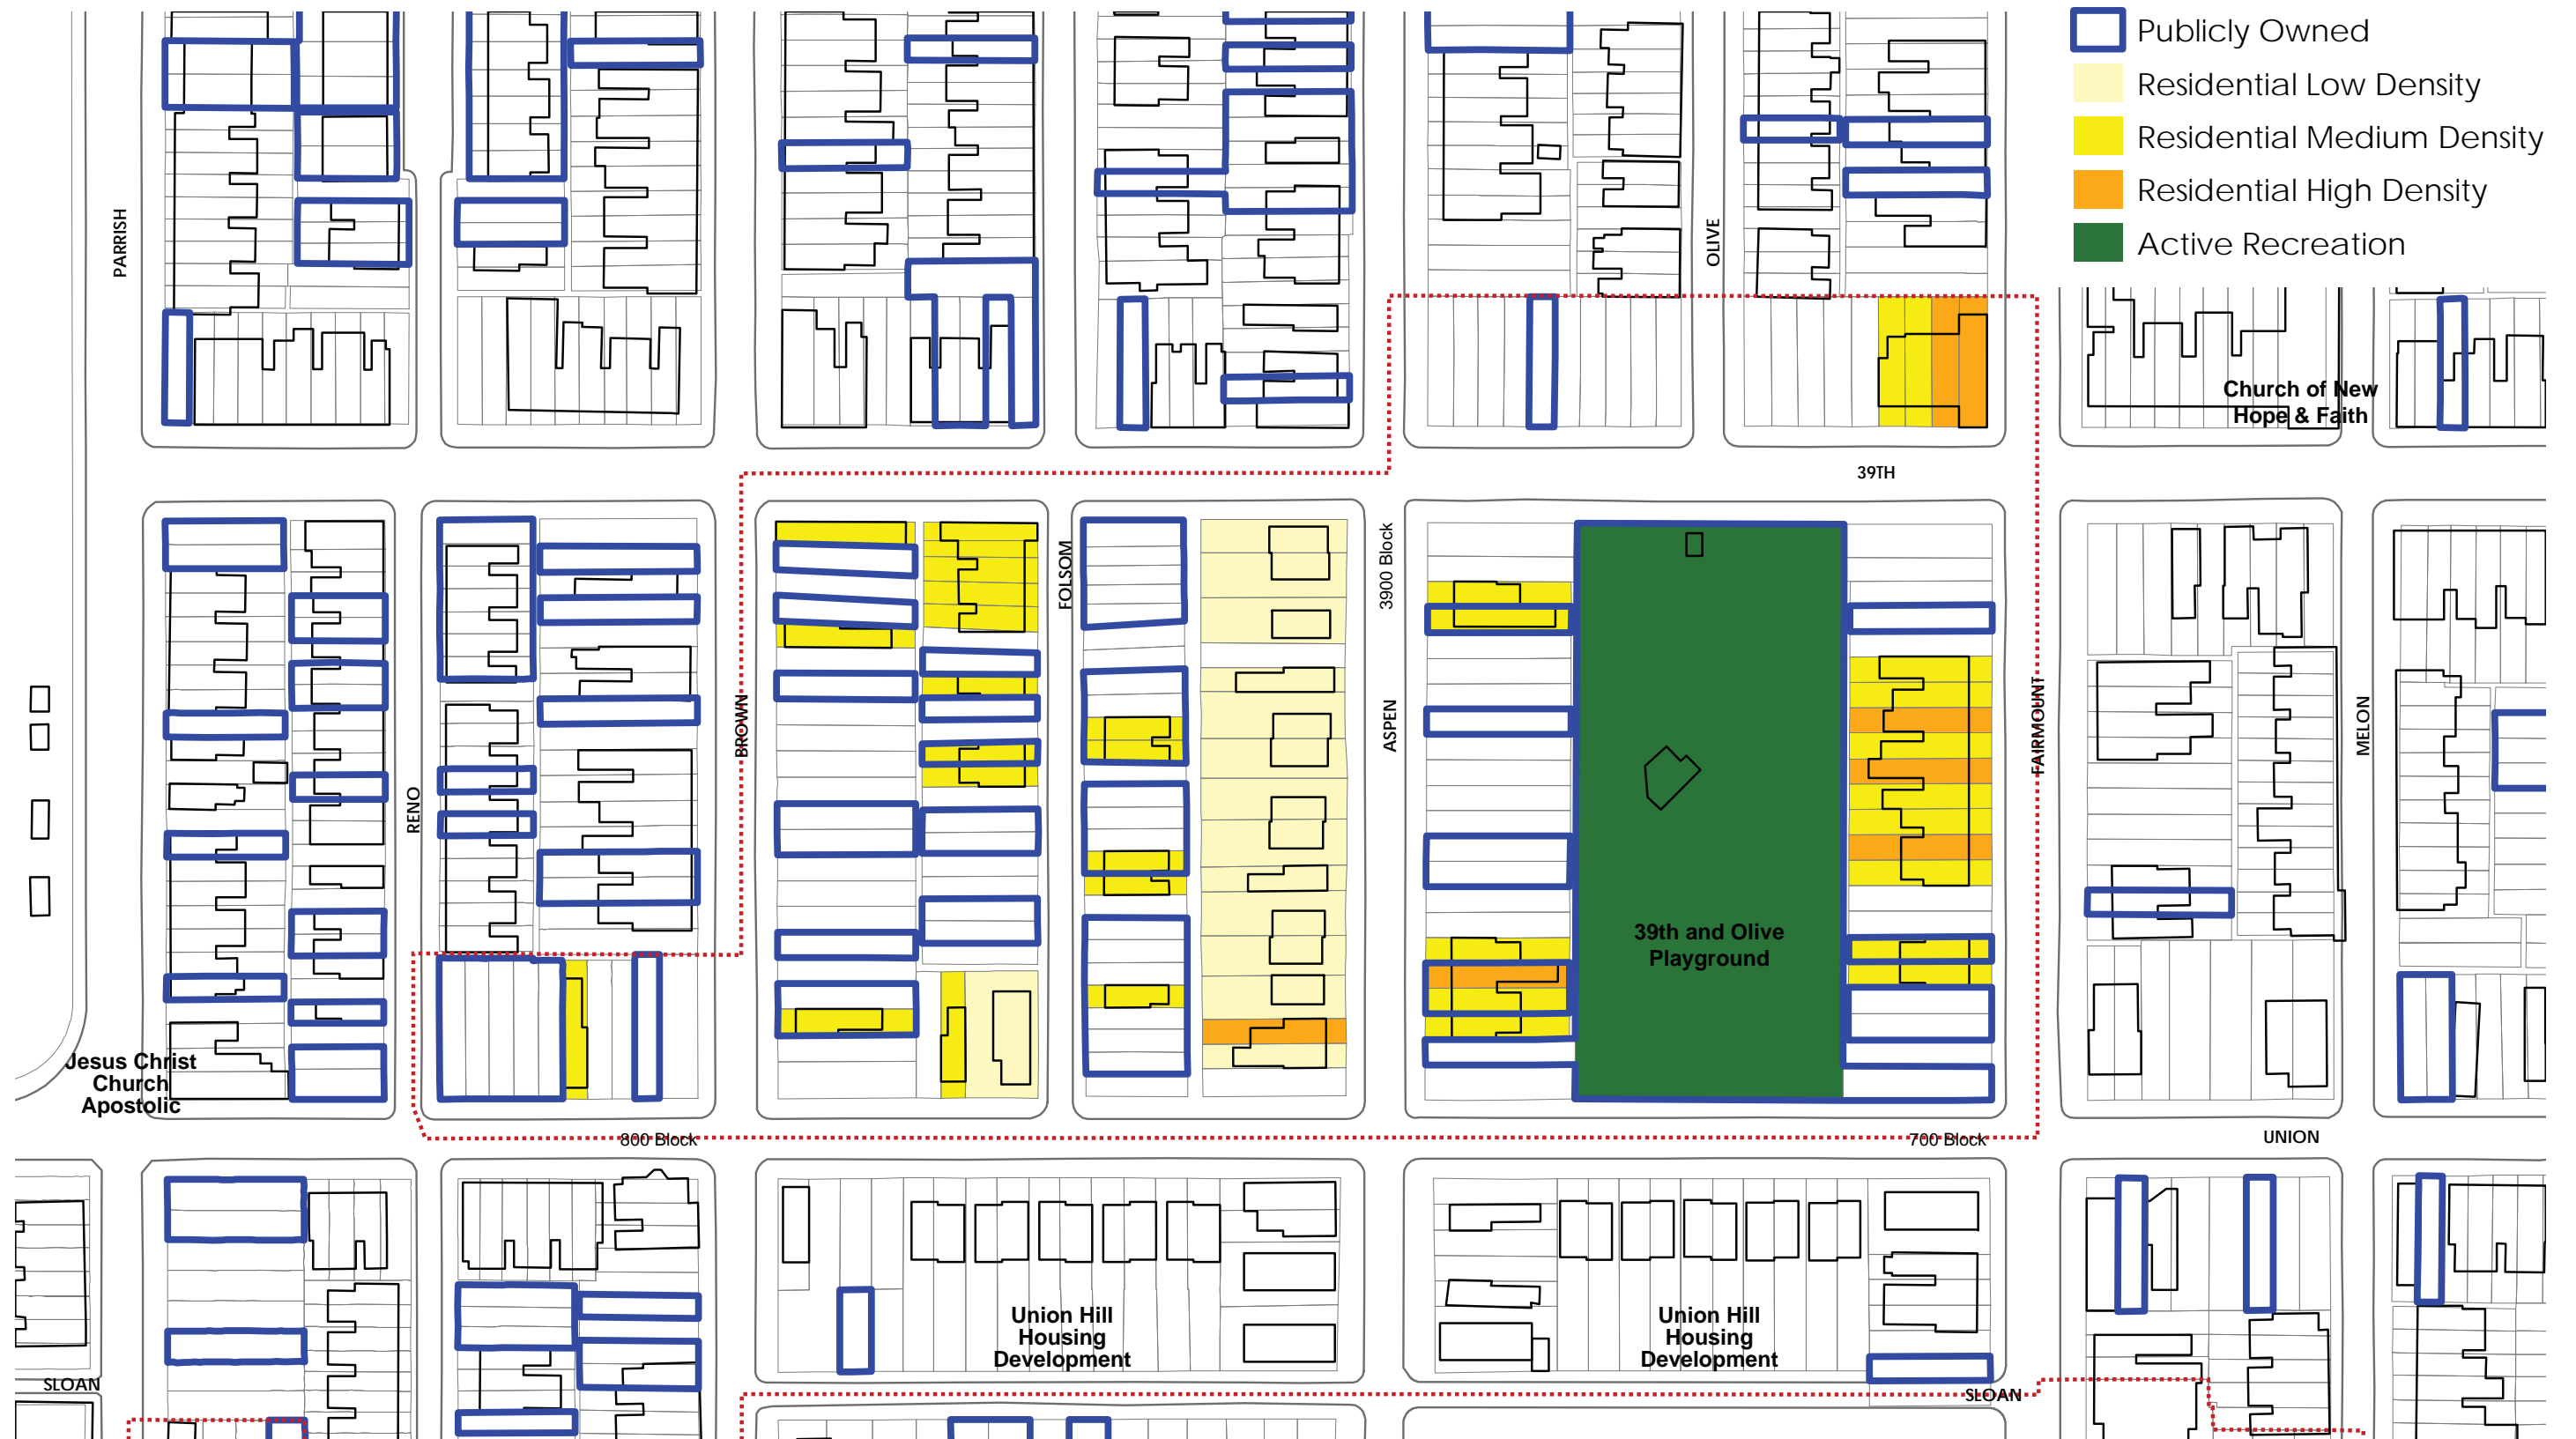 Publicly Owned
Residential Low Density
Residential Medium Density
Residential High Density
Active Recreation
PARRISH
OLIVE
Church of New
Hope & Faith
39TH
FOLSOM
3900 Block
BROWN
ASPEN
FAIRMOUNT
MELON
RENO
39th and Olive
Playground
Jesus Christ
Church
Apostolic
800 Block
700 Block
UNION
Union Hill
Housing
Development
Union Hill
Housing
Development
SLOAN
SLOAN